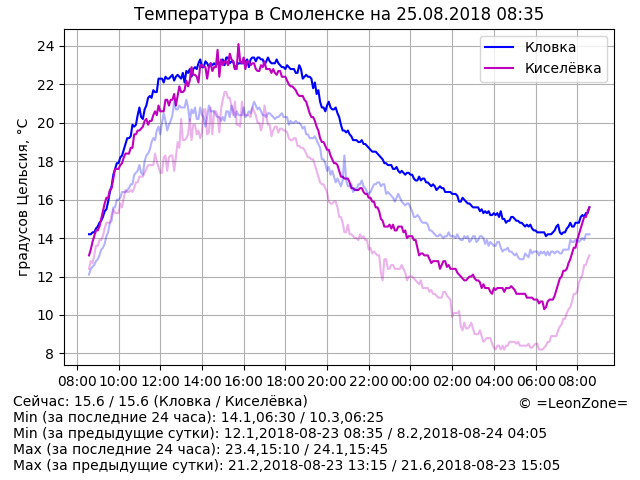 Температура в Смоленске на 25.08.2018 08:35
градусов Цельсия, °C
24
22
20
18
16
14
12
10
8
Кловка
Киселёвка
08:00 10:00 12:00 14:00 16:00 18:00 20:00 22:00 00:00 02:00 04:00 06:00 08:00
Сейчас: 15.6 / 15.6 (Кловка / Киселёвка)
© =LeonZone=
Min (за последние 24 часа): 14.1,06:30 / 10.3,06:25
Min (за предыдущие сутки): 12.1,2018-08-23 08:35 / 8.2,2018-08-24 04:05
Max (за последние 24 часа): 23.4,15:10 / 24.1,15:45
Max (за предыдущие сутки): 21.2,2018-08-23 13:15 / 21.6,2018-08-23 15:05